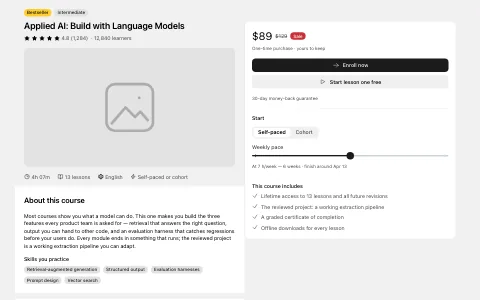 Bestseller Intermediate
Applied AI: Build with Language Models
4.8 (1,284) · 12,840 learners
4h 07m 13 lessons English Self-paced or cohort
About this course
Most courses show you what a model can do. This one makes you build the three
features every product team is asked for — retrieval that answers the right question,
output you can hand to other code, and an evaluation harness that catches regressions
before your users do. Every module ends in something that runs; the reviewed project
is a working extraction pipeline you can adapt.
Skills you practice
Retrieval-augmented generation Structured output Evaluation harnesses
Prompt design Vector search
$89 $129 Sale
One-time purchase · yours to keep
Enroll now
Start lesson one free
30-day money-back guarantee
Start
Self-paced Cohort
Weekly pace
At 7 h/week — 6 weeks · finish around Apr
This course includes
Lifetime access to 13 lessons and all future revisions
The reviewed project: a working extraction pipeline
A graded certificate of completion
Offline downloads for every lesson